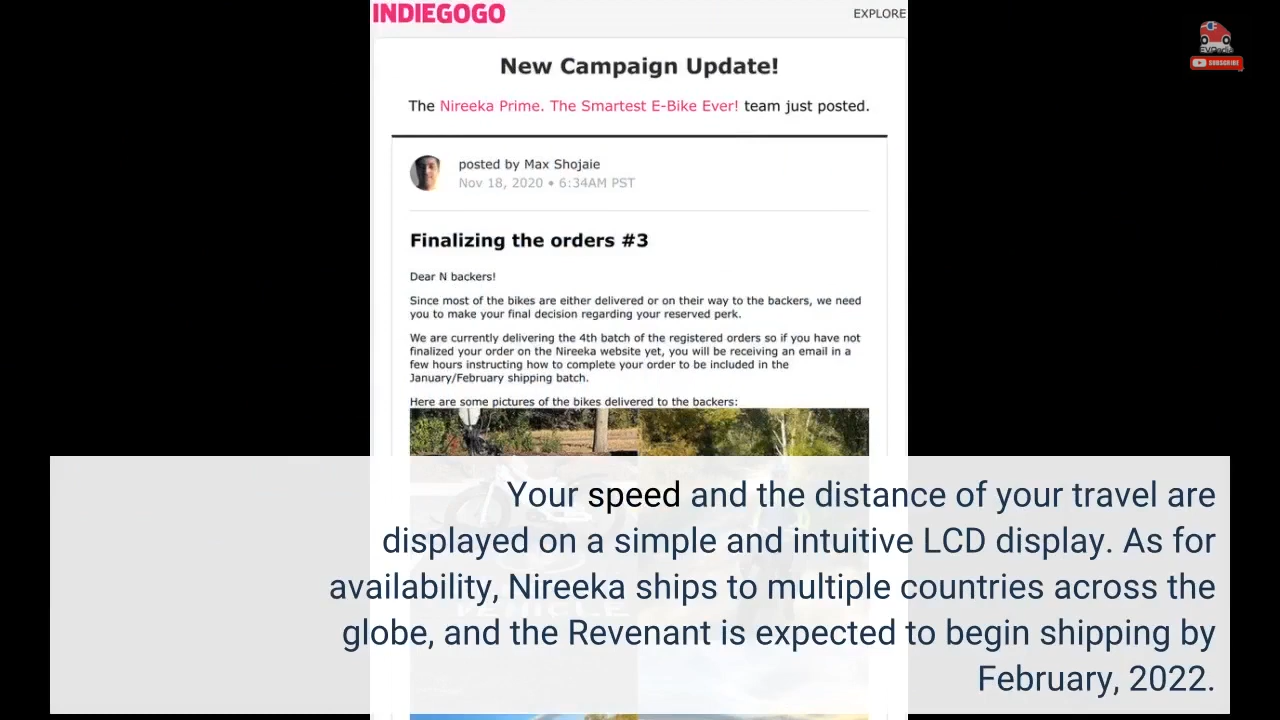 INDIEGOGO
EXPLORE
New Campaign Update!
The Nireeka Prime. The Smartest E-Bike Ever! team just posted.
posted by Max Shojaie
Nov 18, 2020 • 6:34AM PST
Finalizing the orders #3
Dear N backers!
Since most of the bikes are either delivered or on their way to the backers, we need
you to make your final decision regarding your reserved perk.
We are currently delivering the 4th batch of the registered orders so if you have not
finalized your order on the Nireeka website yet, you will be receiving an email in a
few hours instructing how to complete your order to be included in the
January/February shipping batch.
Here are some pictures of the bikes delivered to the backers:
Your speed and the distance of your travel are
displayed on a simple and intuitive LCD display. As for
availability, Nireeka ships to multiple countries across the
globe, and the Revenant is expected to begin shipping by
February, 2022.
SUBSCRIBE